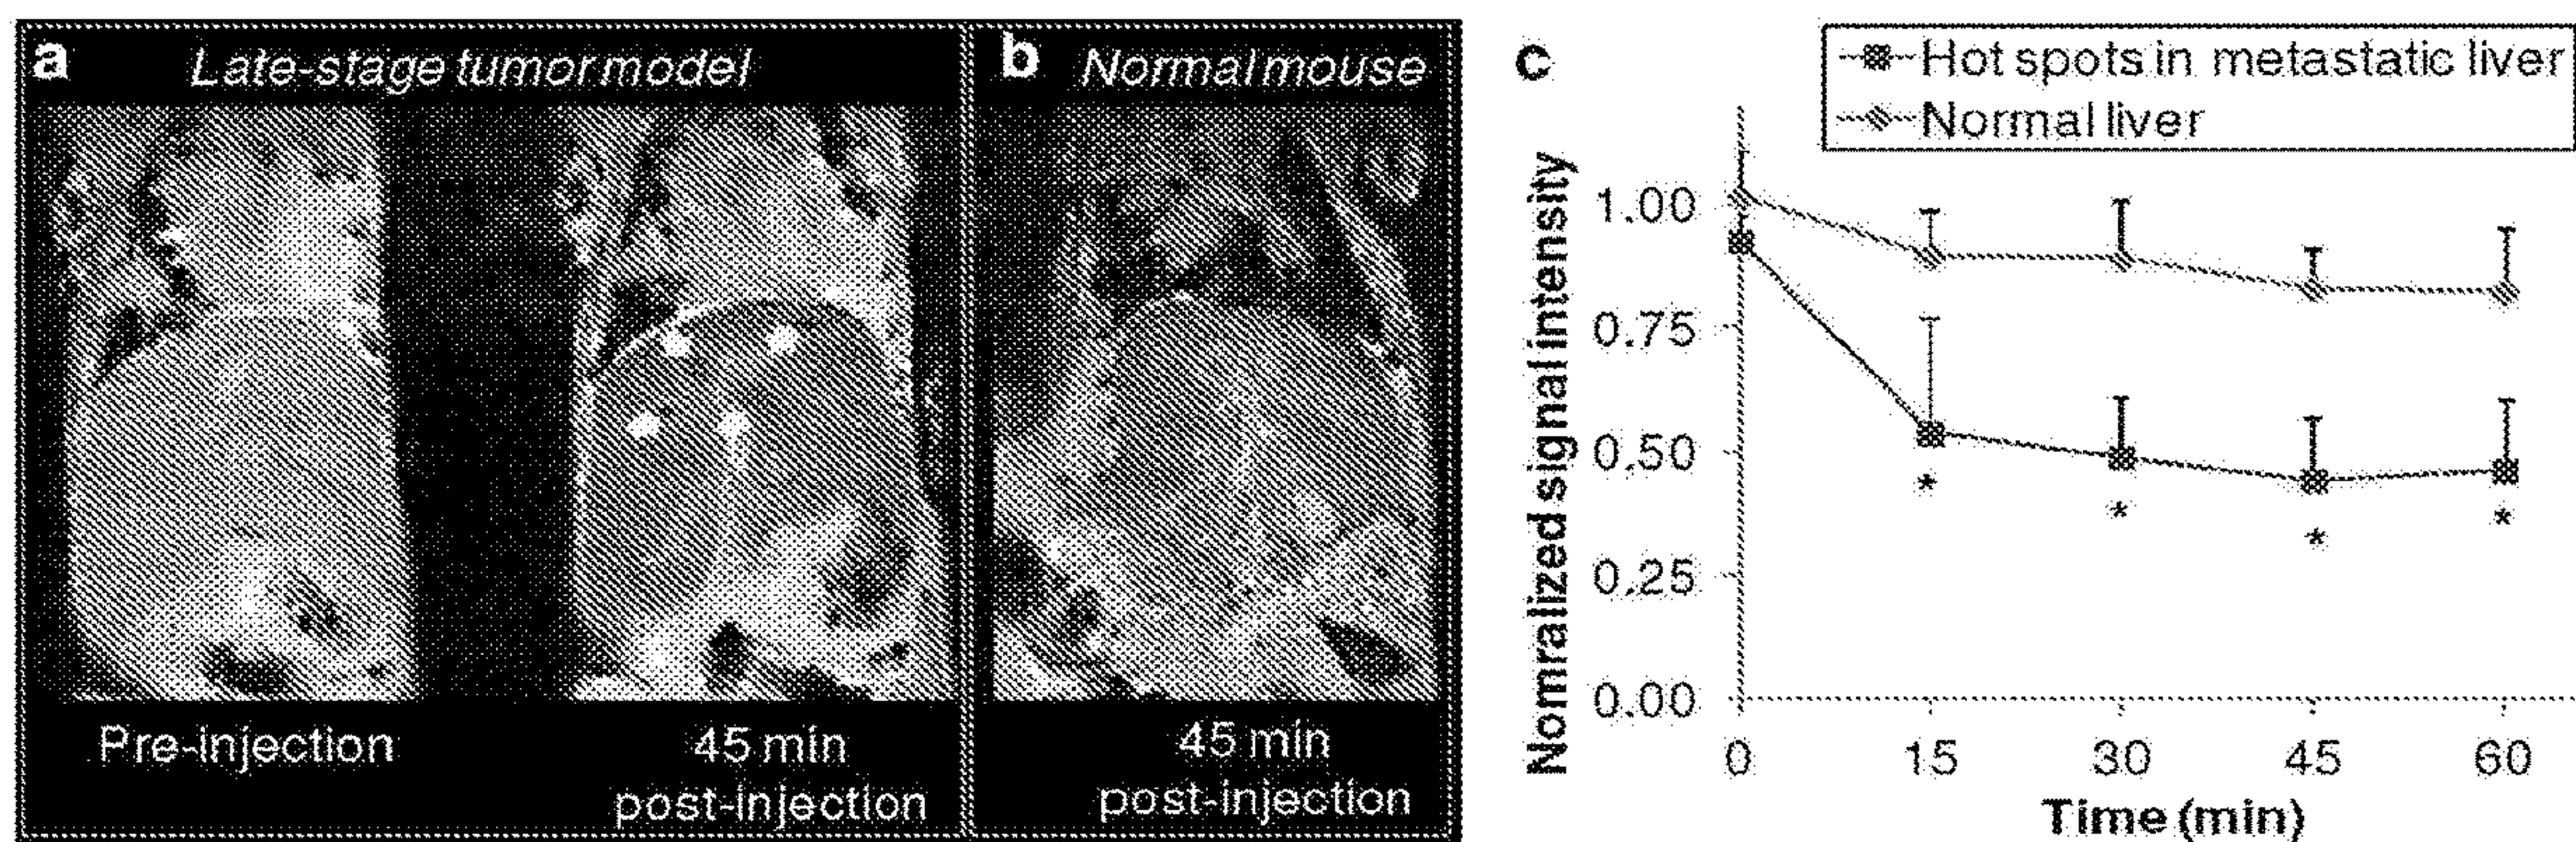 a
Late-stage tumor model
b
Normal mouse
Pre-injection
45 min
post-injection
45 min
post-injection
c
Hot spots in metastatic liver
Normal liver
Nomralized signal intensity
1.00
0.75
0.50
0.25
0.00
*
*
*
*
0 15 30 45 60
Time (min)